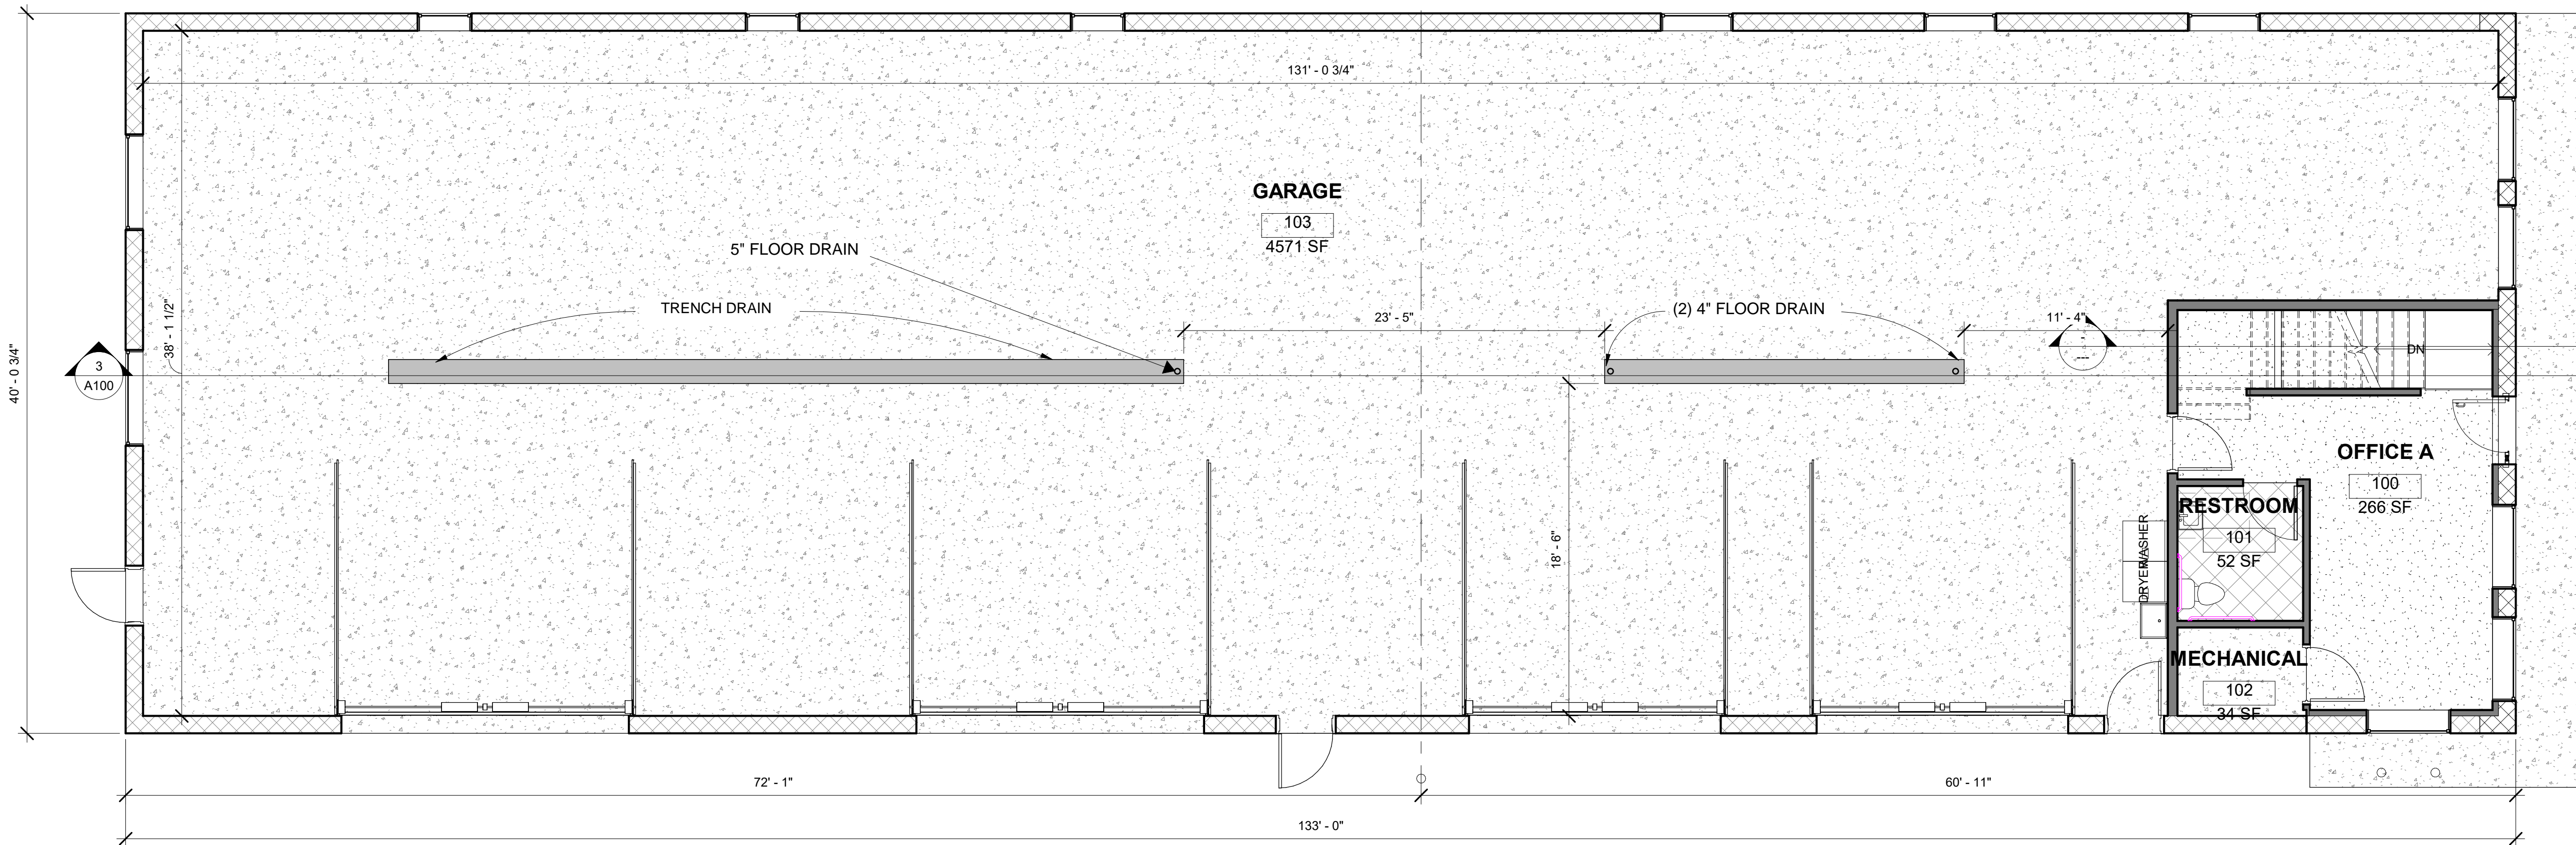 131' - 0 3/4"
GARAGE
103
4571 SF
5" FLOOR DRAIN
TRENCH DRAIN
(2) 4" FLOOR DRAIN
23' - 5"
11' - 4"
38' - 1 1/2"
40' - 0 3/4"
3
A100
-
---
DN
OFFICE A
100
266 SF
RESTROOM
101
52 SF
WASHER
DRYER
18' - 6"
MECHANICAL
102
34 SF
72' - 1"
60' - 11"
133' - 0"